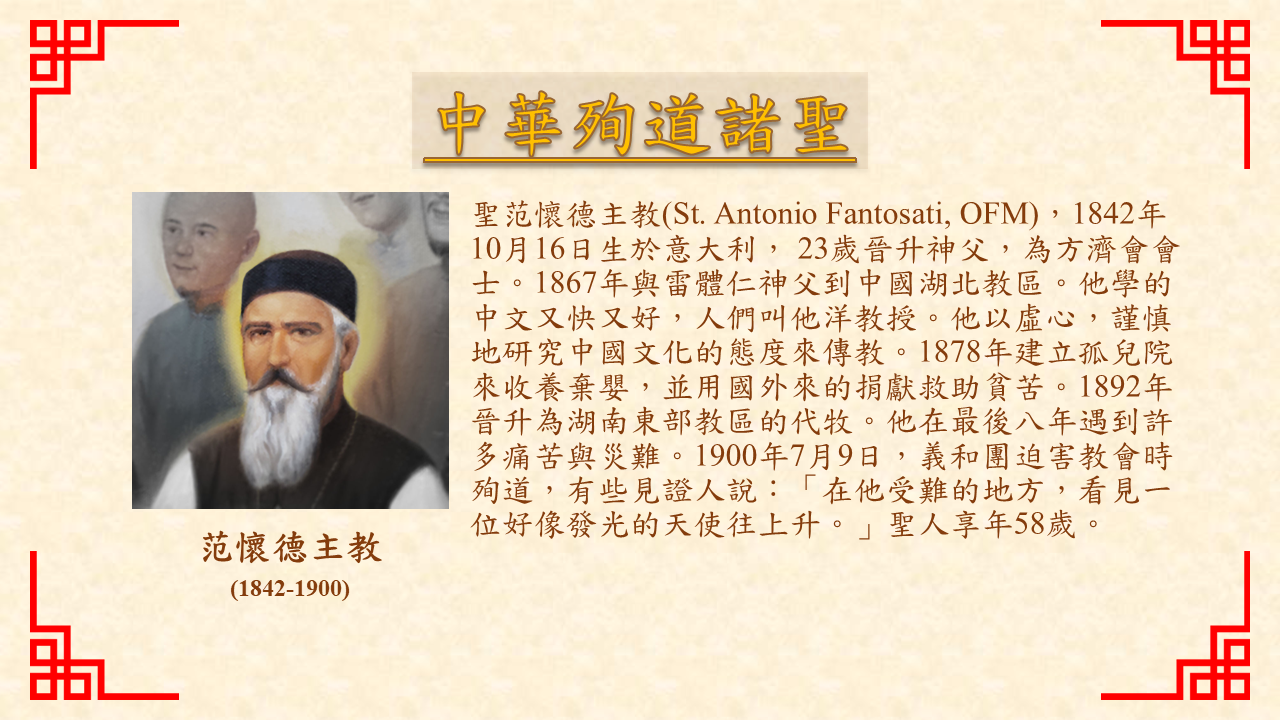 中華殉道諸聖
聖范懷德主教(St. Antonio Fantosati, OFM)，1842年
10月16日生於意大利， 23歲晉升神父，為方濟會會
士。1867年與雷體仁神父到中國湖北教區。他學的
中文又快又好，人們叫他洋教授。他以虛心，謹慎
地研究中國文化的態度來傳教。1878年建立孤兒院
來收養棄嬰，並用國外來的捐獻救助貧苦。1892年
晉升為湖南東部教區的代牧。他在最後八年遇到許
多痛苦與災難。1900年7月9日，義和團迫害教會時
殉道，有些見證人說：「在他受難的地方，看見一
位好像發光的天使往上升。」聖人享年58歲。
范懷德主教
(1842-1900)